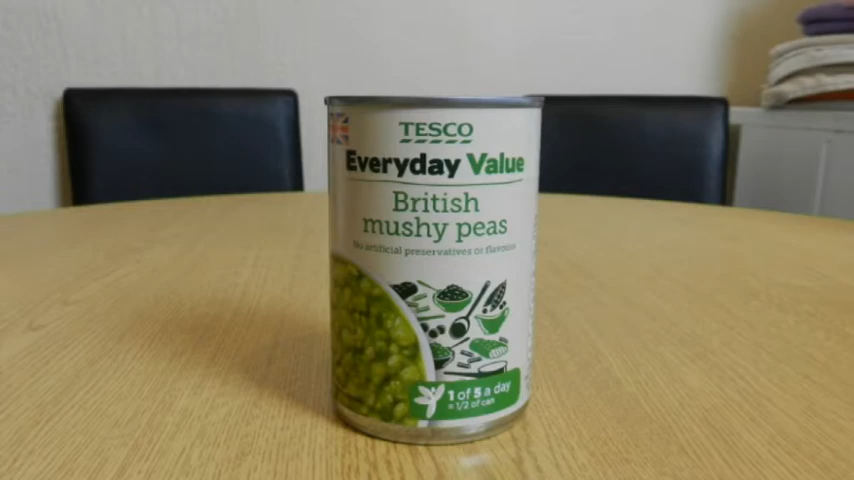 TESCO
Everyday Value
British
mushy peas
No artificial preservatives or flavours
1 of 5 a day
= 1/2 of can